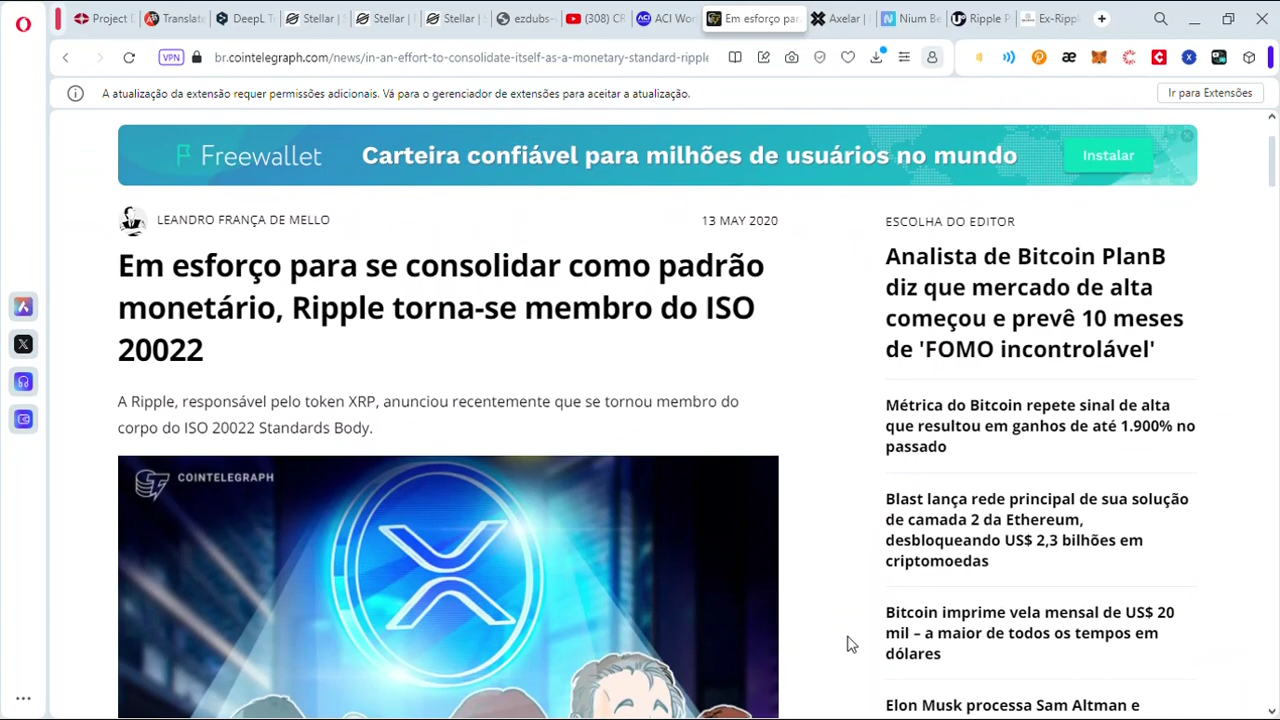 Project D
Translate
DeepL T
Stellar |
Stellar |
Stellar |
ezdubs-
(308) CR
ACI Wor
Em esforço par
Axelar |
Nium Be
Ripple P
Ex-Rippl
VPN
br.cointelegraph.com/news/in-an-effort-to-consolidate-itself-as-a-monetary-standard-ripple
A atualização da extensão requer permissões adicionais. Vá para o gerenciador de extensões para aceitar a atualização.
Ir para Extensões
Freewallet
Carteira confiável para milhões de usuários no mundo
Instalar
LEANDRO FRANÇA DE MELLO
13 MAY 2020
Em esforço para se consolidar como padrão
monetário, Ripple torna-se membro do ISO
20022
A Ripple, responsável pelo token XRP, anunciou recentemente que se tornou membro do
corpo do ISO 20022 Standards Body.
COINTELEGRAPH
ESCOLHA DO EDITOR
Analista de Bitcoin PlanB
diz que mercado de alta
começou e prevê 10 meses
de 'FOMO incontrolável'
Métrica do Bitcoin repete sinal de alta
que resultou em ganhos de até 1.900% no
passado
Blast lança rede principal de sua solução
de camada 2 da Ethereum,
desbloqueando US$ 2,3 bilhões em
criptomoedas
Bitcoin imprime vela mensal de US$ 20
mil – a maior de todos os tempos em
dólares
Elon Musk processa Sam Altman e